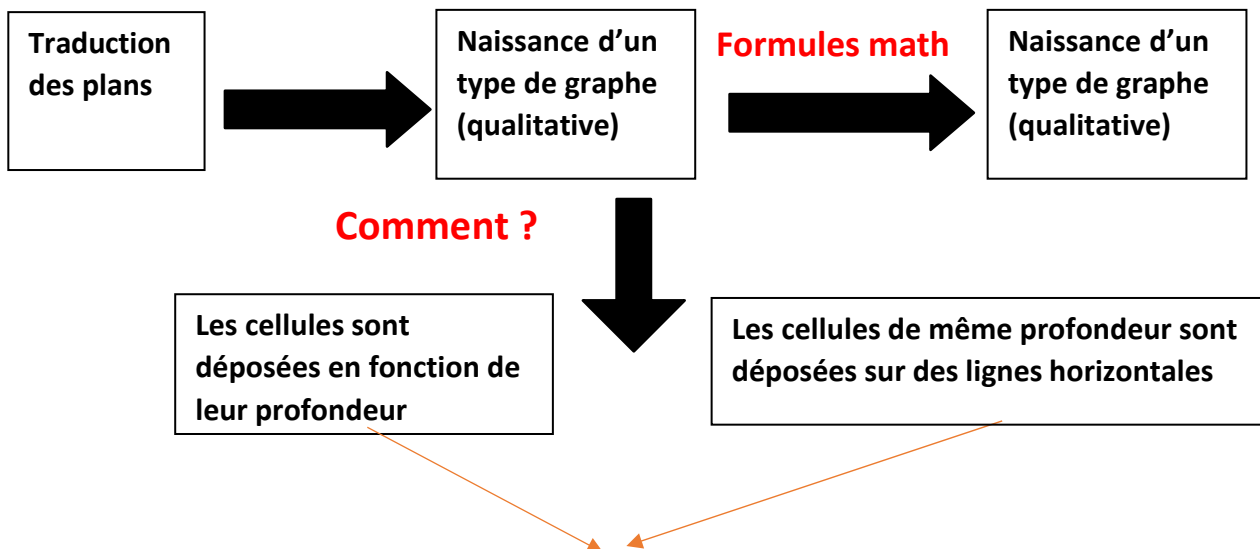 Traduction
des plans
Naissance d’un
type de graphe
(qualitative)
Formules math
Naissance d’un
type de graphe
(qualitative)
Comment ?
Les cellules sont
déposées en fonction de
leur profondeur
Les cellules de même profondeur sont
déposées sur des lignes horizontales